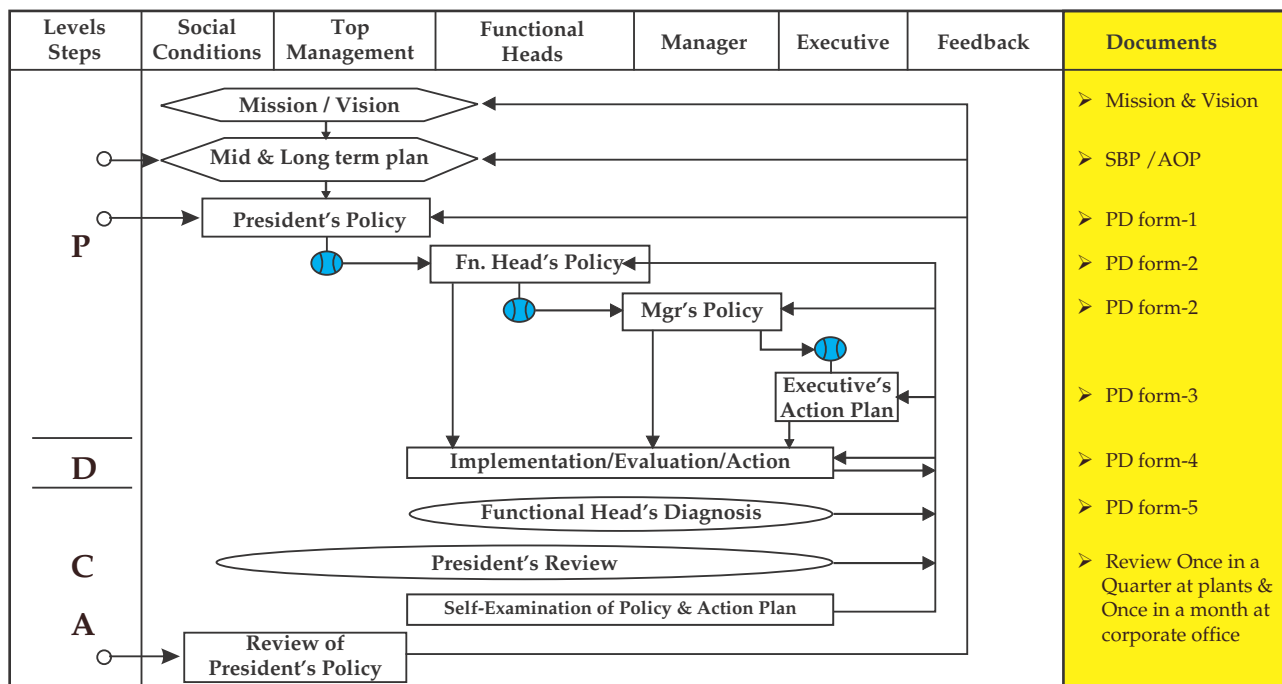 Levels
Steps
Social
Conditions
Top
Management
Functional
Heads
Manager
Executive
Feedback
Documents
Mission / Vision
➢ Mission & Vision
Mid & Long term plan
➢ SBP /AOP
President's Policy
➢ PD form-1
P
Fn. Head's Policy
➢ PD form-2
Mgr's Policy
➢ PD form-2
Executive's
Action Plan
➢ PD form-3
D
Implementation/Evaluation/Action
➢ PD form-4
Functional Head's Diagnosis
➢ PD form-5
C
President's Review
➢ Review Once in a
Quarter at plants &
Once in a month at
corporate office
Self-Examination of Policy & Action Plan
A
Review of
President's Policy